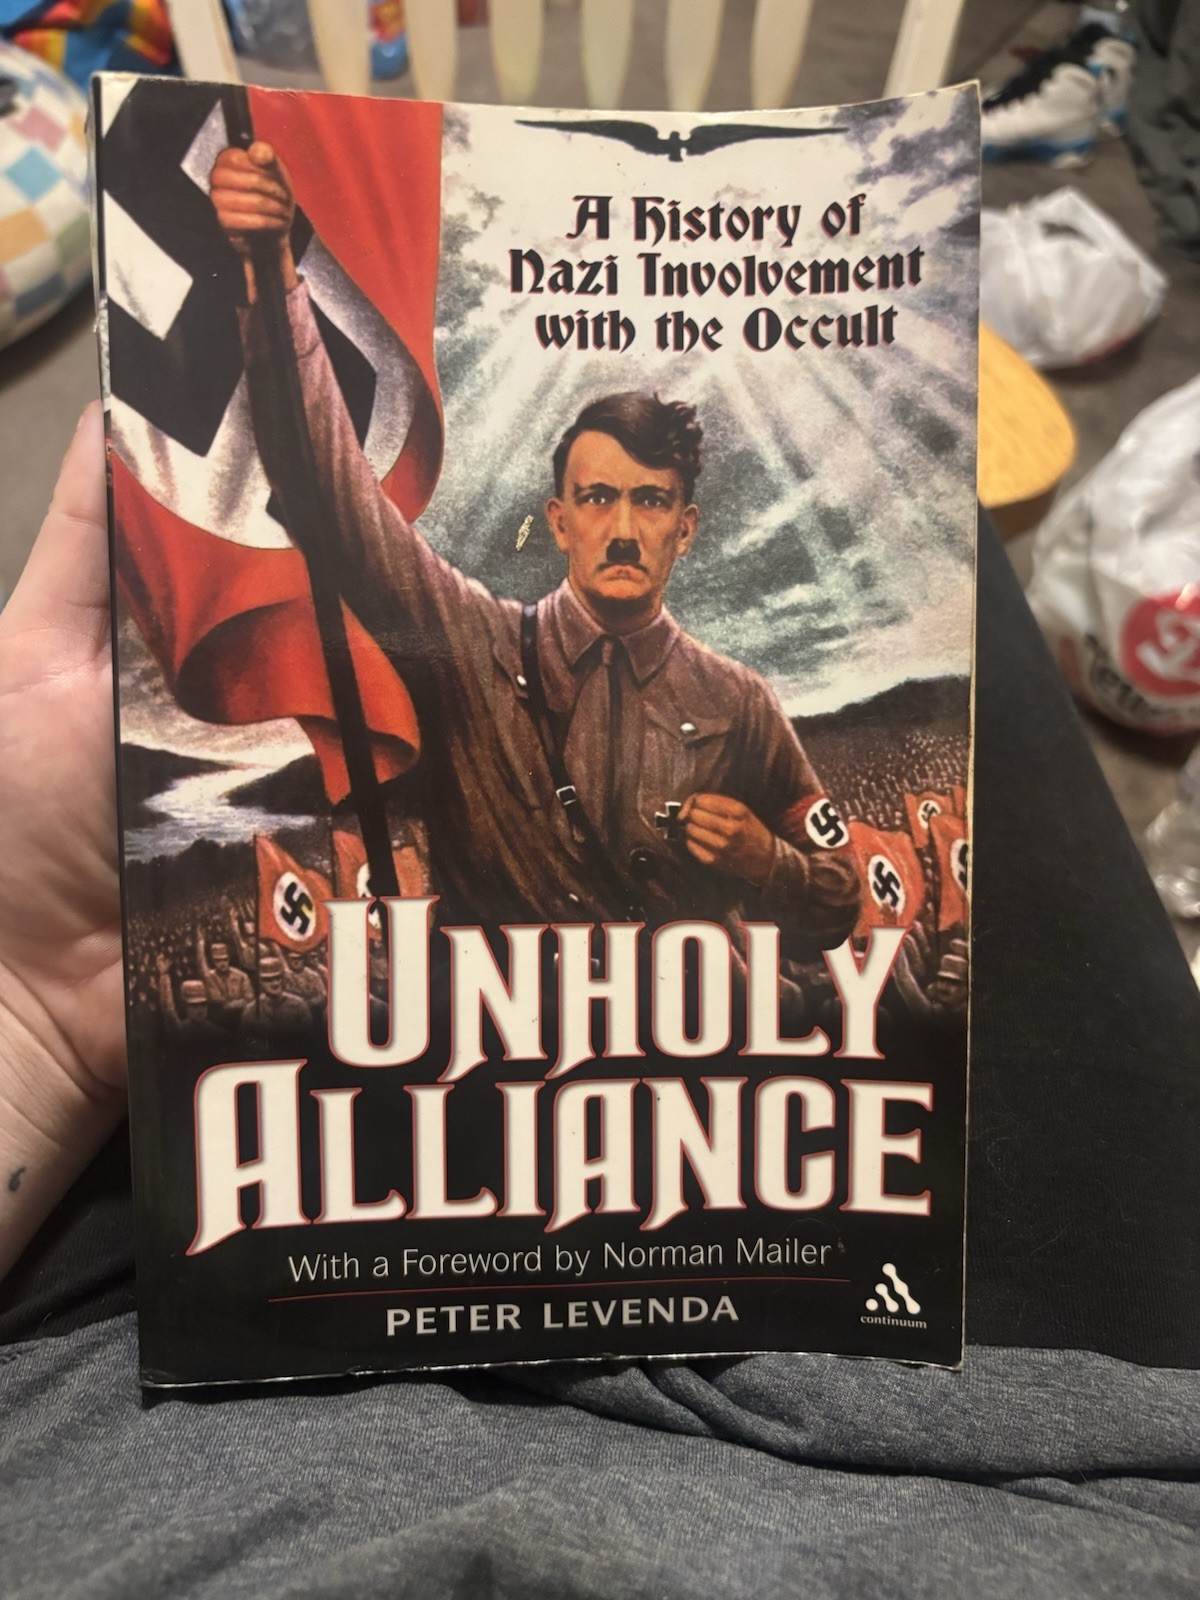 A History of
Nazi Involvement
with the Occult
UNHOLY
ALLIANCE
With a Foreword by Norman Mailer
PETER LEVENDA
continuum